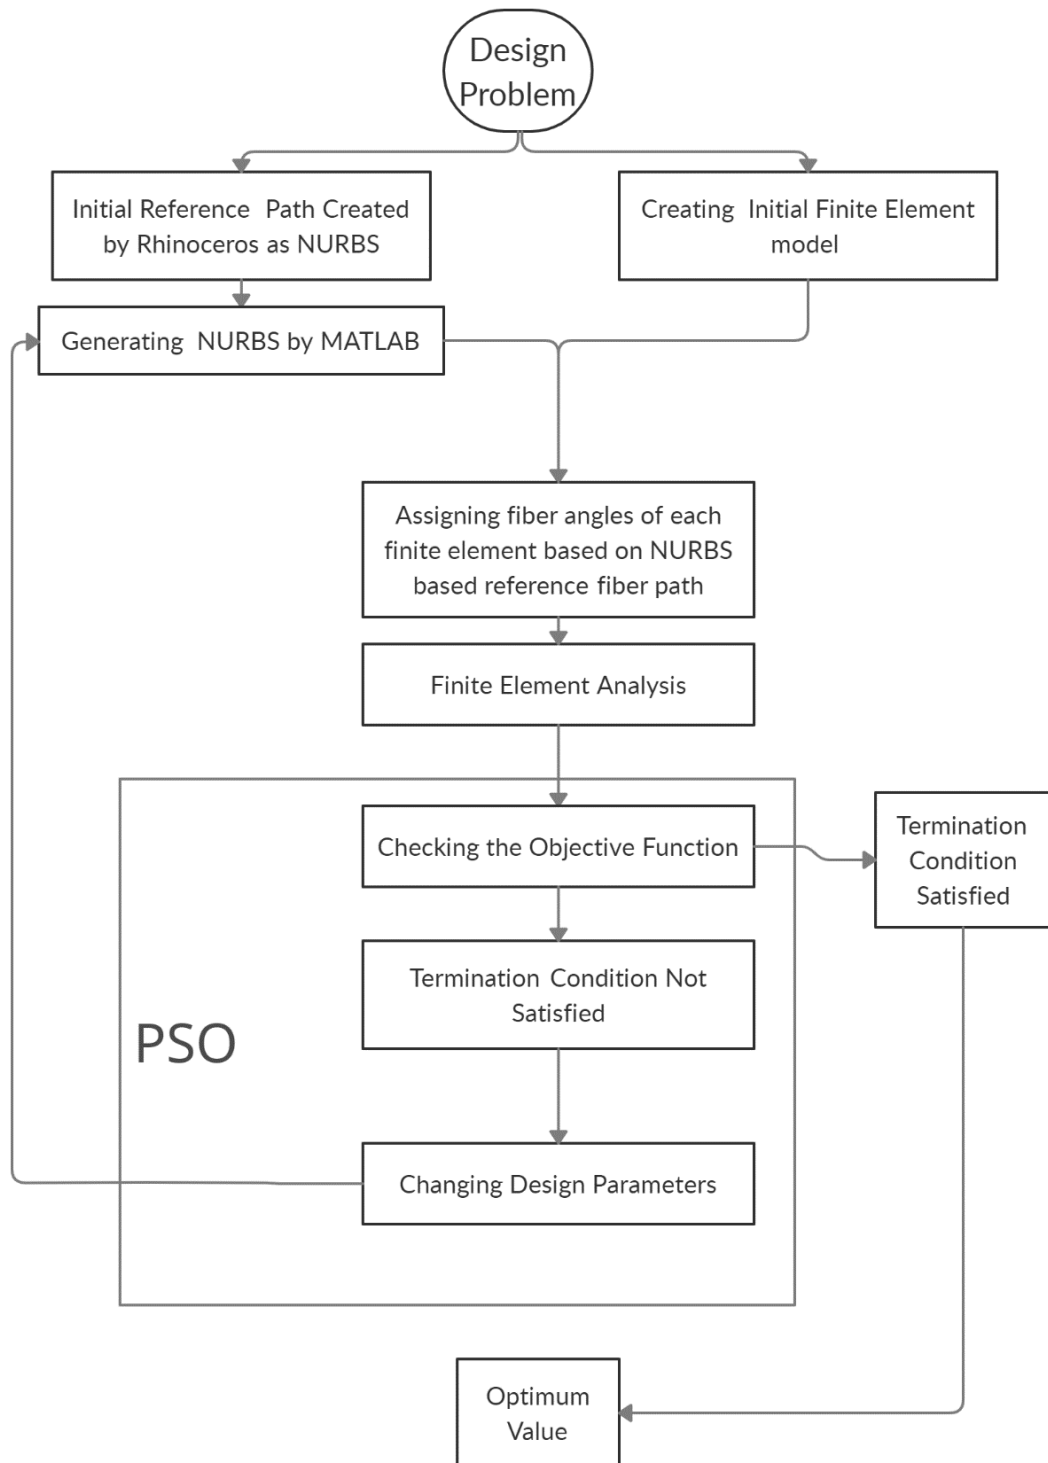 Design
Problem
Initial Reference Path Created
by Rhinoceros as NURBS
Creating Initial Finite Element
model
Generating NURBS by MATLAB
Assigning fiber angles of each
finite element based on NURBS
based reference fiber path
Finite Element Analysis
Checking the Objective Function
Termination
Condition
Satisfied
Termination Condition Not
Satisfied
PSO
Changing Design Parameters
Optimum
Value